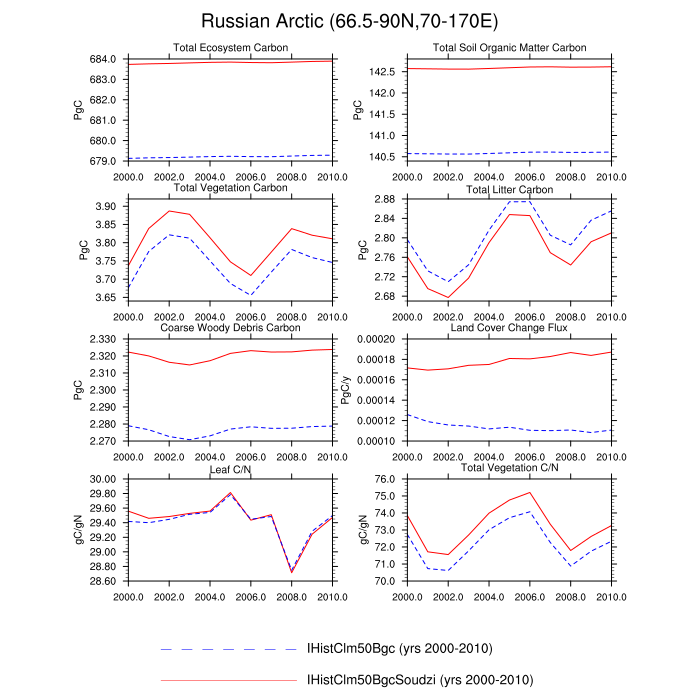 Russian Arctic (66.5-90N,70-170E)
Total Ecosystem Carbon
Total Soil Organic Matter Carbon
PgC
684.0
683.0
682.0
681.0
680.0
679.0
2000.0 2002.0 2004.0 2006.0 2008.0 2010.0
PgC
142.5
142.0
141.5
141.0
140.5
2000.0 2002.0 2004.0 2006.0 2008.0 2010.0
Total Vegetation Carbon
Total Litter Carbon
PgC
3.90
3.85
3.80
3.75
3.70
3.65
2000.0 2002.0 2004.0 2006.0 2008.0 2010.0
PgC
2.88
2.84
2.80
2.76
2.72
2.68
2000.0 2002.0 2004.0 2006.0 2008.0 2010.0
Coarse Woody Debris Carbon
Land Cover Change Flux
PgC
2.330
2.320
2.310
2.300
2.290
2.280
2.270
2000.0 2002.0 2004.0 2006.0 2008.0 2010.0
PgC/y
0.00020
0.00018
0.00016
0.00014
0.00012
0.00010
2000.0 2002.0 2004.0 2006.0 2008.0 2010.0
Leaf C/N
Total Vegetation C/N
gC/gN
30.00
29.80
29.60
29.40
29.20
29.00
28.80
28.60
2000.0 2002.0 2004.0 2006.0 2008.0 2010.0
gC/gN
76.0
75.0
74.0
73.0
72.0
71.0
70.0
2000.0 2002.0 2004.0 2006.0 2008.0 2010.0
IHistClm50Bgc (yrs 2000-2010)
IHistClm50BgcSoudzi (yrs 2000-2010)